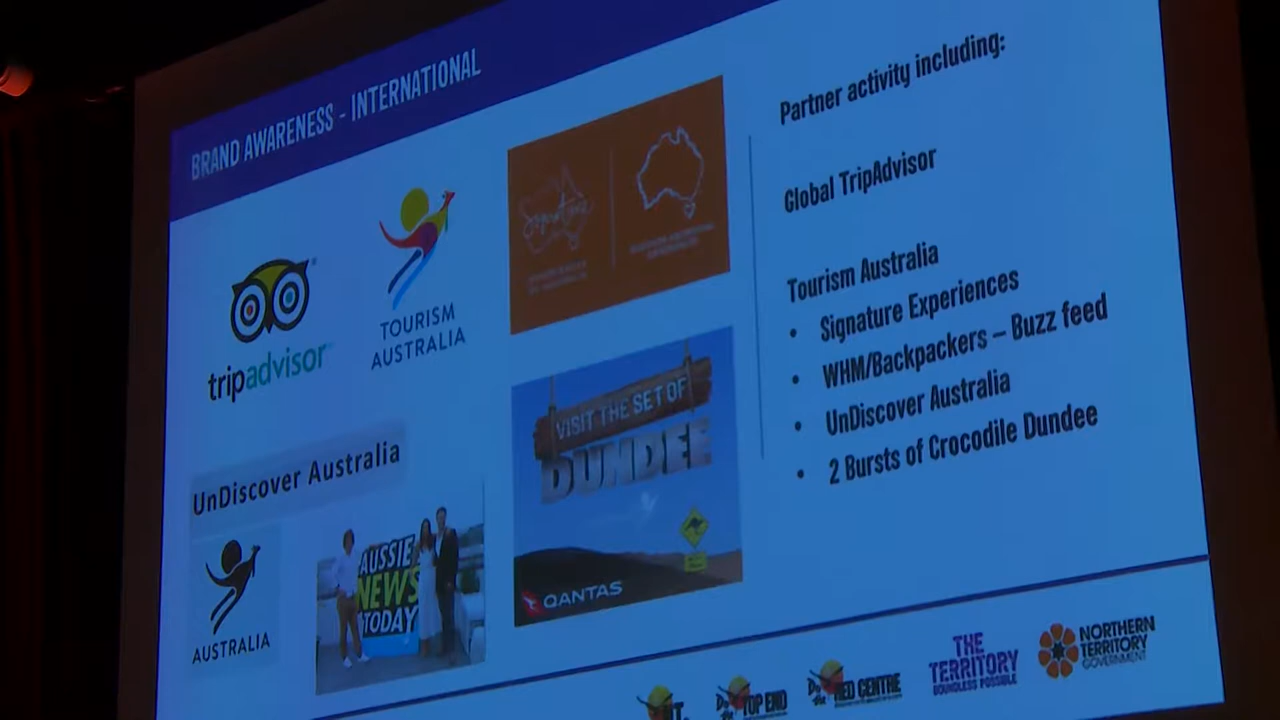 BRAND AWARENESS - INTERNATIONAL
tripadvisor
TOURISM
AUSTRALIA
Signature
UnDiscover Australia
AUSTRALIA
AUSSIE
NEWS
TODAY
VISIT THE SET OF
DUNDEE
QANTAS
Partner activity including:
Global TripAdvisor
Tourism Australia
• Signature Experiences
• WHM/Backpackers – Buzz feed
• UnDiscover Australia
• 2 Bursts of Crocodile Dundee
TOP END
RED CENTRE
THE
TERRITORY
BOUNDLESS POSSIBLE
NORTHERN
TERRITORY
GOVERNMENT